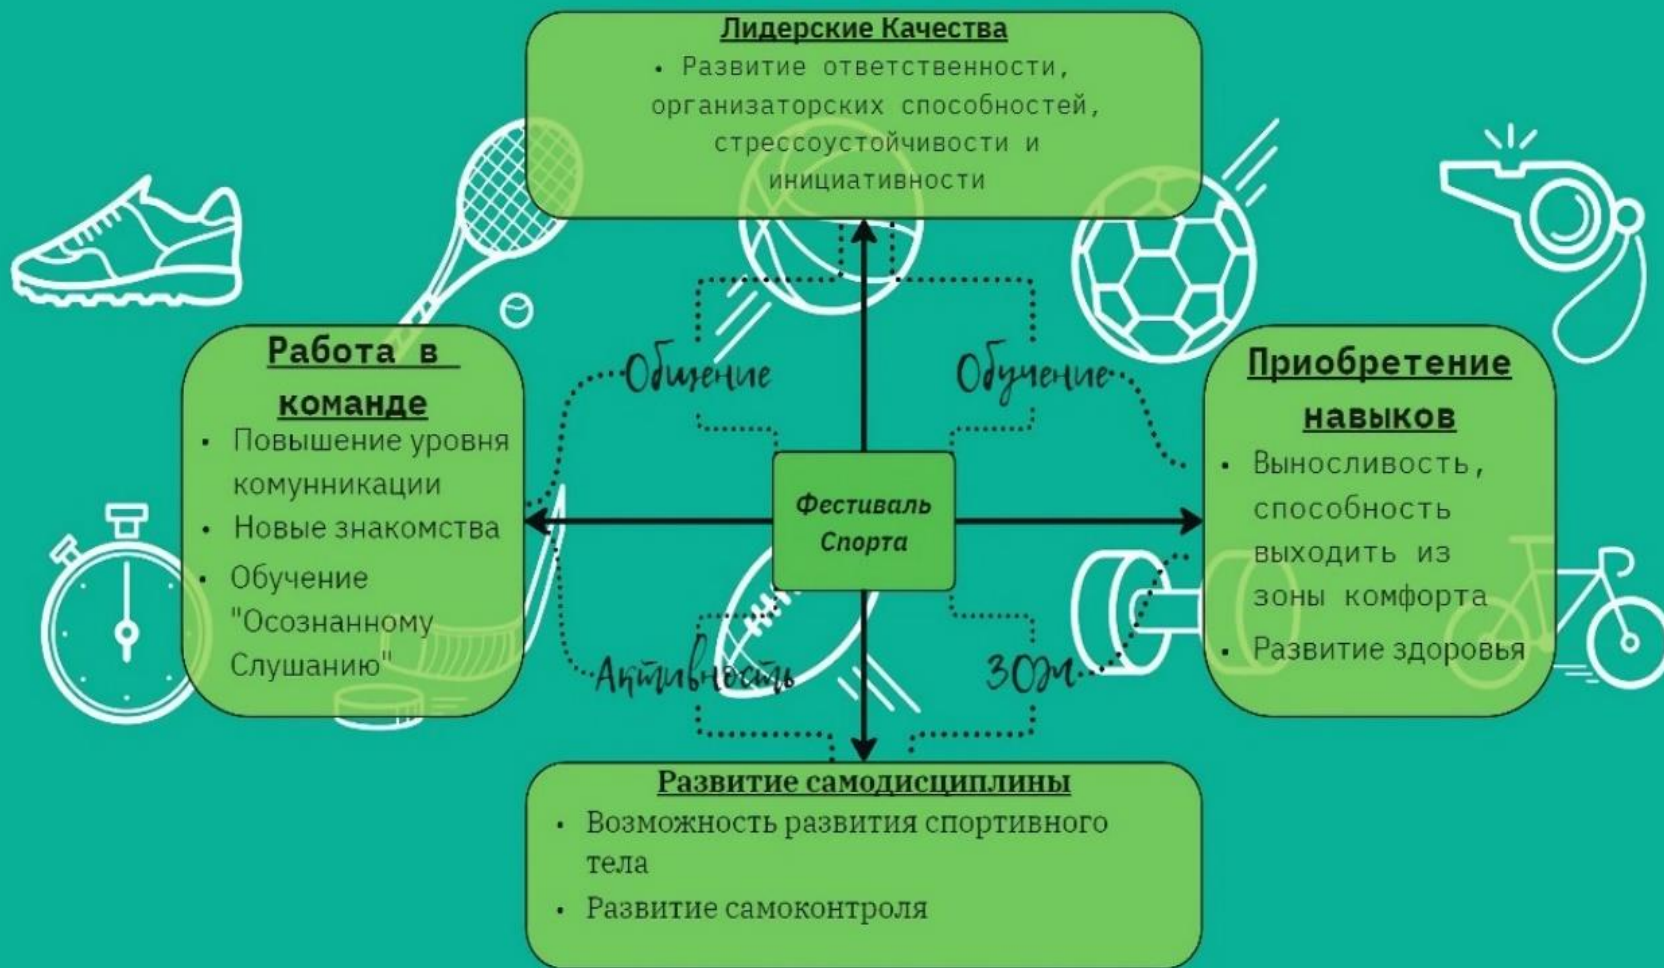 Лидерские Качества
• Развитие ответственности,
организаторских способностей,
стрессоустойчивости и
инициативности
Работа в
команде
• Повышение уровня
комунникации
• Новые знакомства
• Обучение
"Осознанному
Слушанию"
Общение
Обучение
Фестиваль
Спорта
Активность
ЗОЖ
Приобретение
навыков
• Выносливость,
способность
выходить из
зоны комфорта
• Развитие здоровья
Развитие самодисциплины
• Возможность развития спортивного
тела
• Развитие самоконтроля